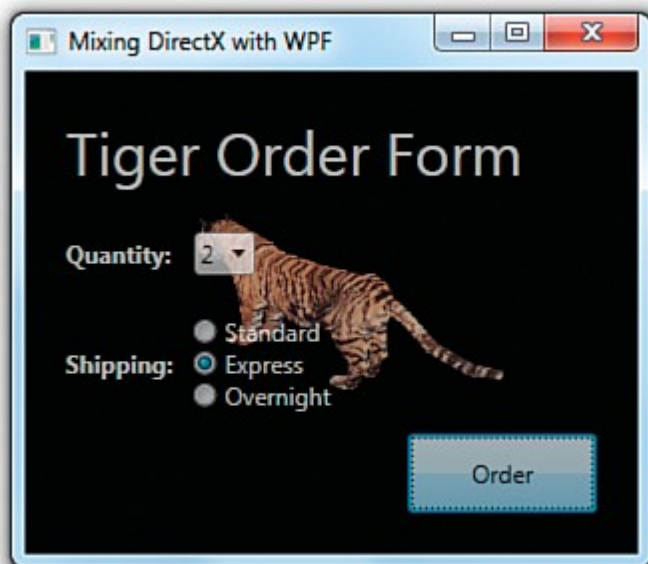 Mixing DirectX with WPF
Tiger Order Form
Quantity: 2
Standard
Shipping: Express
Overnight
Order